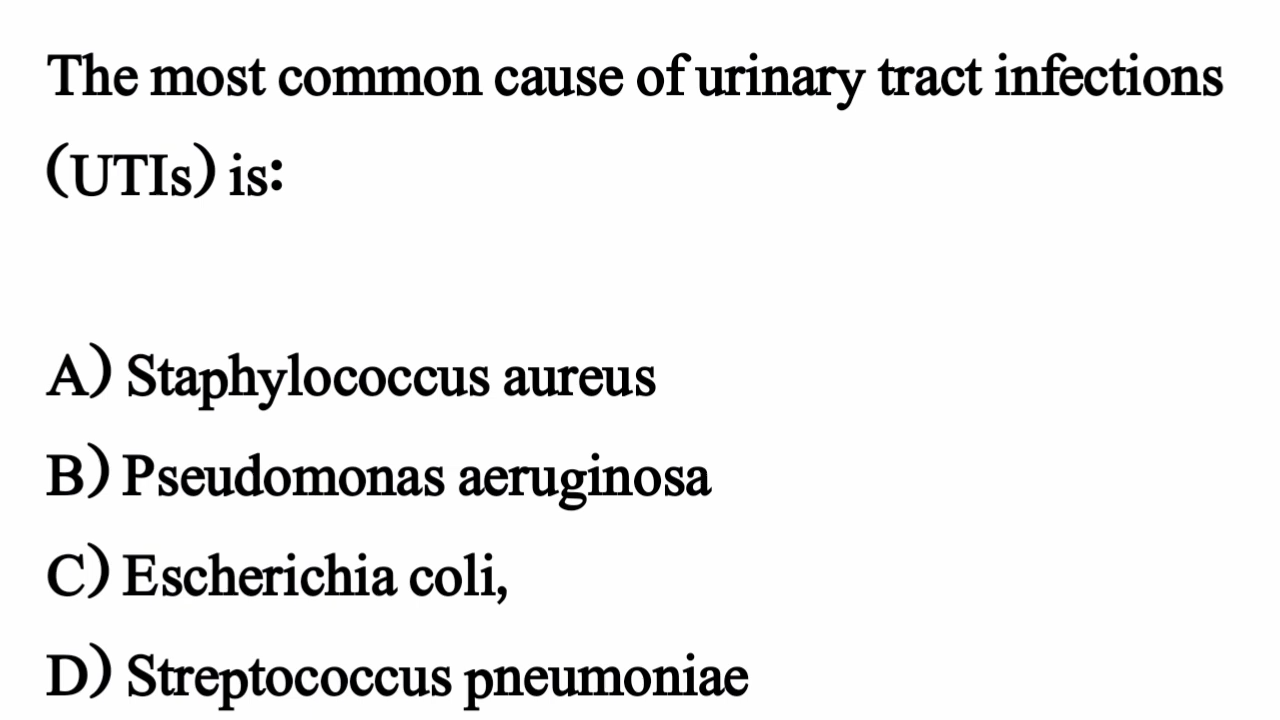 The most common cause of urinary tract infections
(UTIs) is:
A) Staphylococcus aureus
B) Pseudomonas aeruginosa
C) Escherichia coli,
D) Streptococcus pneumoniae